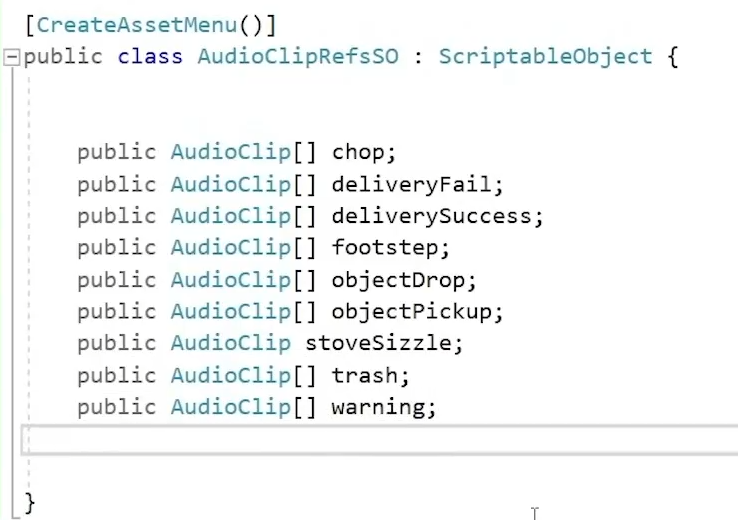 [CreateAssetMenu()]
public class AudioClipRefsSO : ScriptableObject {
public AudioClip[] chop;
public AudioClip[] deliveryFail;
public AudioClip[] deliverySuccess;
public AudioClip[] footstep;
public AudioClip[] objectDrop;
public AudioClip[] objectPickup;
public AudioClip stoveSizzle;
public AudioClip[] trash;
public AudioClip[] warning;
}